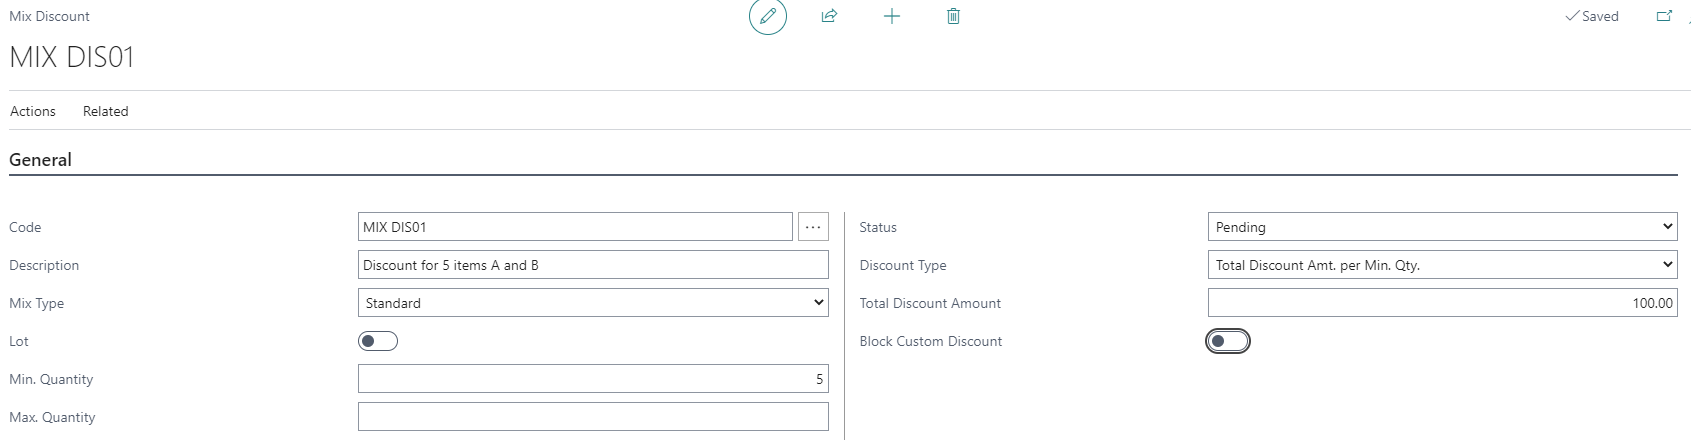 Mix Discount
Saved
MIX DIS01
Actions Related
General
Code MIX DIS01 ...
Description Discount for 5 items A and B
Mix Type Standard
Lot
Min. Quantity 5
Max. Quantity
Status Pending
Discount Type Total Discount Amt. per Min. Qty.
Total Discount Amount 100.00
Block Custom Discount